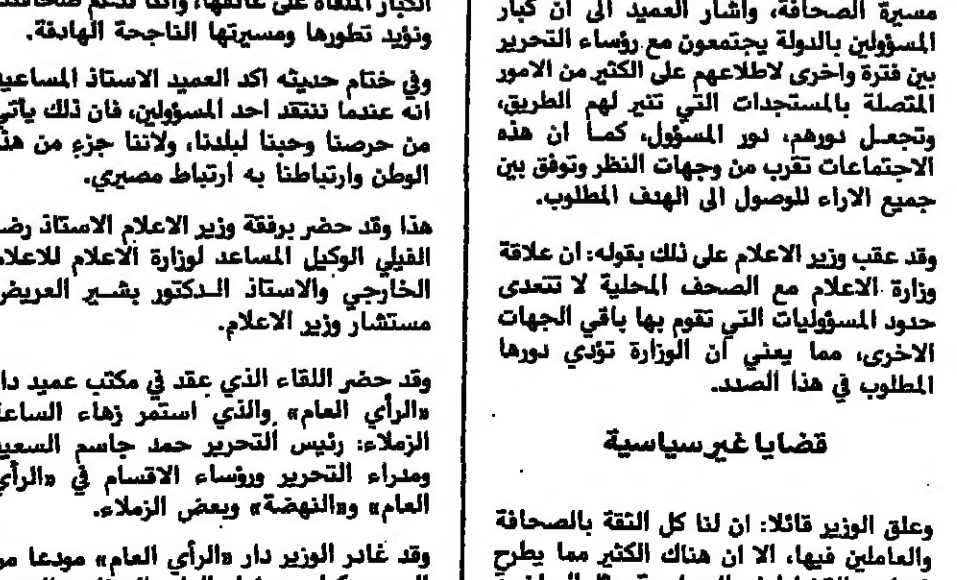 مسيرة الصحافة، واشار العميد الى ان كبار
المسؤولين بالدولة يجتمعون مع رؤساء التحرير
بين فترة واخرى لاطلاعهم على الكثير من الامور
المتصلة بالمستجدات التي تنير لهم الطريق،
وتجعل دورهم، دور المسؤول، كما ان هذه
الاجتماعات تقرب من وجهات النظر وتوفق بين
جميع الاراء للوصول الى الهدف المطلوب.
وقد عقب وزير الاعلام على ذلك بقوله: ان علاقة
وزارة الاعلام مع الصحف المحلية لا تتعدى
حدود المسؤوليات التي تقوم بها باقي الجهات
الاخرى، مما يعني ان الوزارة تؤدي دورها
المطلوب في هذا الصدد.
قضايا غير سياسية
وعلق الوزير قائلا: ان لنا كل الثقة بالصحافة
والعاملين فيها، الا ان هناك الكثير مما يطرح
الكبار الملقاة على عاتقها، واننا ندعم
ونؤيد تطورها ومسيرتها الناجحة الهادفة.
وفي ختام حديثه اكد العميد الاستاذ المساعيد
انه عندما ننتقد احد المسؤولين، فان ذلك يأتي
من حرصنا وحبنا لبلدنا، ولاننا جزء من
الوطن وارتباطنا به ارتباط مصيري.
هذا وقد حضر برفقة وزير الاعلام الاستاذ
الفيلي الوكيل المساعد لوزارة الاعلام
الخارجي والاستاذ الدكتور بشير العريض
مستشار وزير الاعلام.
وقد حضر اللقاء الذي عقد في مكتب عميد
«الرأي العام» والذي استمر زهاء
الزملاء: رئيس التحرير حمد جاسم
ومدراء التحرير ورؤساء الاقسام في «الرأي
العام» و«النهضة» وبعض الزملاء.
وقد غادر الوزير دار «الرأي العام» مودعا